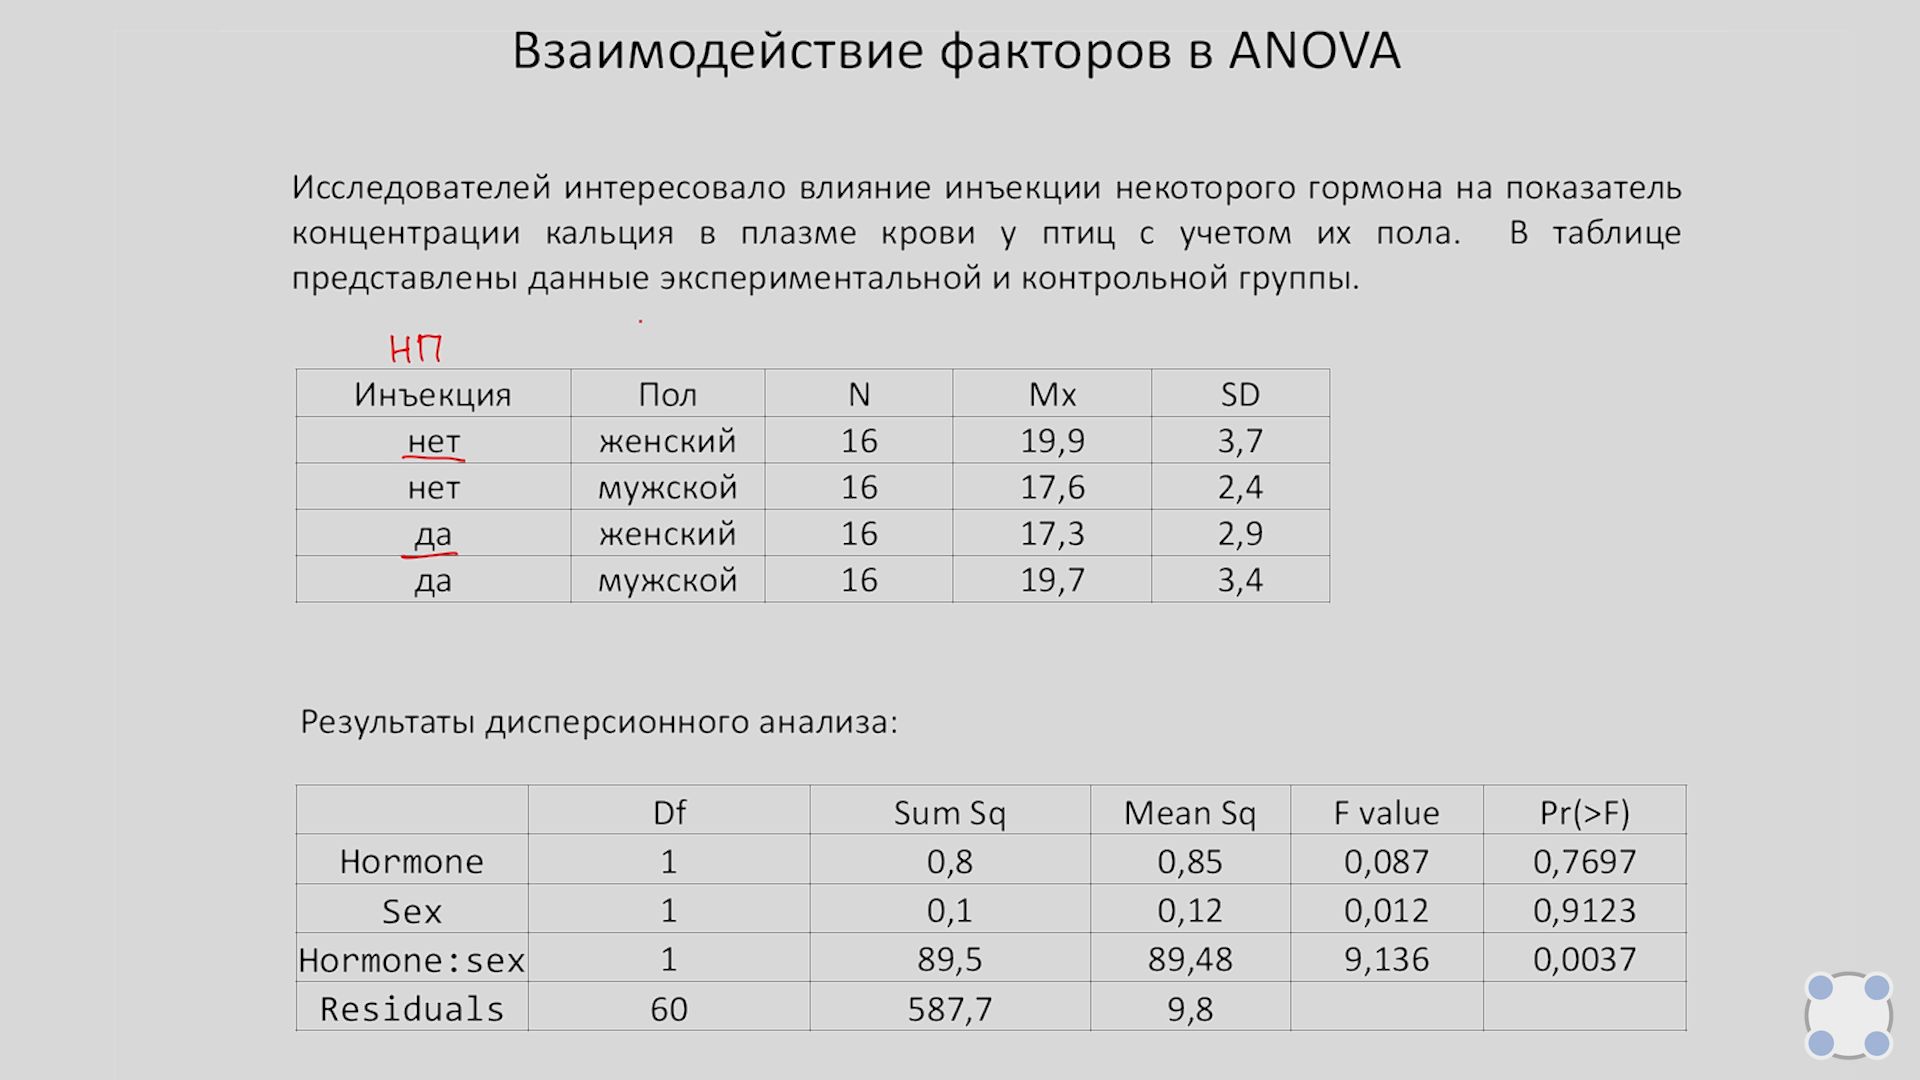 Взаимодействие факторов в ANOVA
Исследователей интересовало влияние инъекции некоторого гормона на показатель
концентрации кальция в плазме крови у птиц с учетом их пола. В таблице
представлены данные экспериментальной и контрольной группы.
НП
Инъекция Пол N Mx SD
нет женский 16 19,9 3,7
нет мужской 16 17,6 2,4
да женский 16 17,3 2,9
да мужской 16 19,7 3,4
Результаты дисперсионного анализа:
Df Sum Sq Mean Sq F value Pr(>F)
Hormone 1 0,8 0,85 0,087 0,7697
Sex 1 0,1 0,12 0,012 0,9123
Hormone:sex 1 89,5 89,48 9,136 0,0037
Residuals 60 587,7 9,8